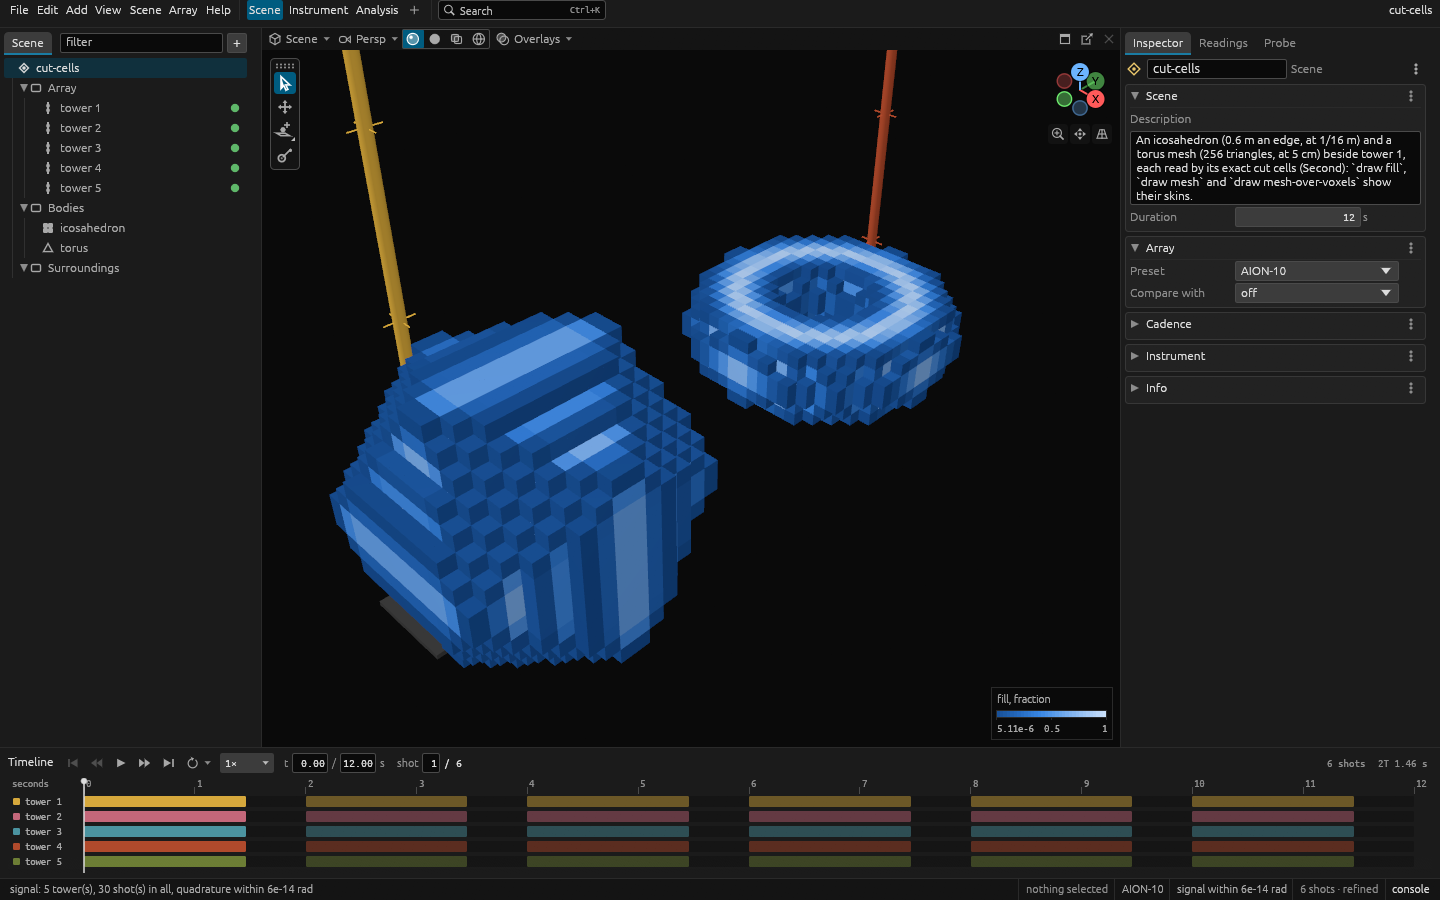 File Edit Add View Scene Array Help
Scene Instrument Analysis +
Search Ctrl+K
cut-cells
Scene
filter
+
cut-cells
Array
tower 1
tower 2
tower 3
tower 4
tower 5
Bodies
icosahedron
torus
Surroundings
Scene Persp Overlays
Z
Y
X
fill, fraction
5.11e-6 0.5 1
Inspector Readings Probe
cut-cells Scene
Scene
Description
An icosahedron (0.6 m an edge, at 1/16 m) and a
torus mesh (256 triangles, at 5 cm) beside tower 1,
each read by its exact cut cells (Second): `draw fill`,
`draw mesh` and `draw mesh-over-voxels` show
their skins.
Duration 12 s
Array
Preset AION-10
Compare with off
Cadence
Instrument
Info
Timeline 1× t 0.00 / 12.00 s shot 1 / 6
6 shots 2T 1.46 s
seconds 0 1 2 3 4 5 6 7 8 9 10 11 12
tower 1
tower 2
tower 3
tower 4
tower 5
signal: 5 tower(s), 30 shot(s) in all, quadrature within 6e-14 rad
nothing selected AION-10 signal within 6e-14 rad 6 shots · refined console